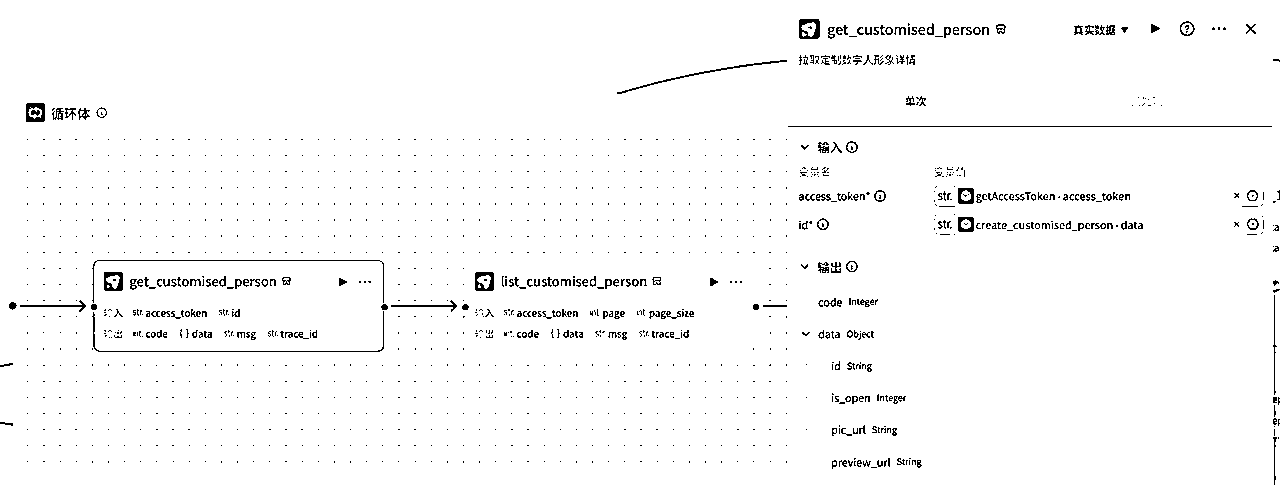 循环体
get_customised_person
输入 str. access_token str. id
输出 int. code {} data str. msg str. trace_id
list_customised_person
输入 str. access_token int. page int. page_size
输出 int. code {} data str. msg str. trace_id
get_customised_person 真实数据
拉取定制数字人形象详情
单次
输入
变量名 变量值
access_token* str. getAccessToken - access_token
id* str. create_customised_person - data
输出
code Integer
data Object
id String
is_open Integer
pic_url String
preview_url String